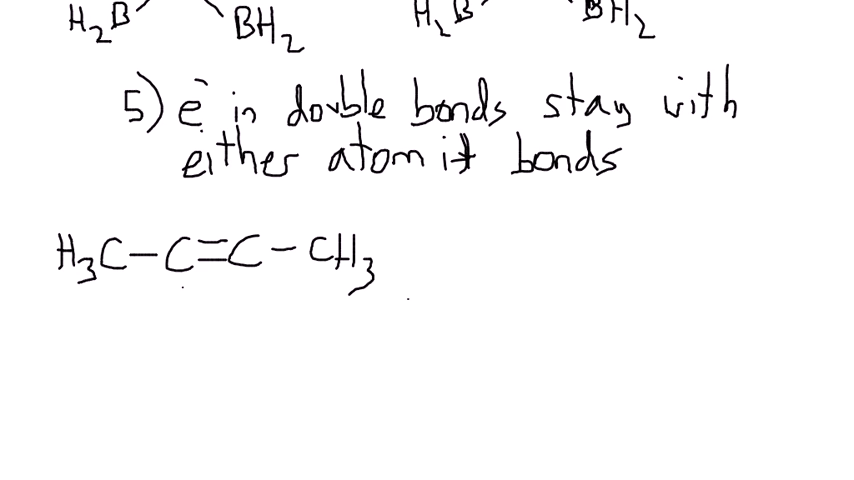 H₂B BH₂ H₂B BH₂
5) e⁻ in double bonds stay with
either atom it bonds
H₃C-C=C-CH₃